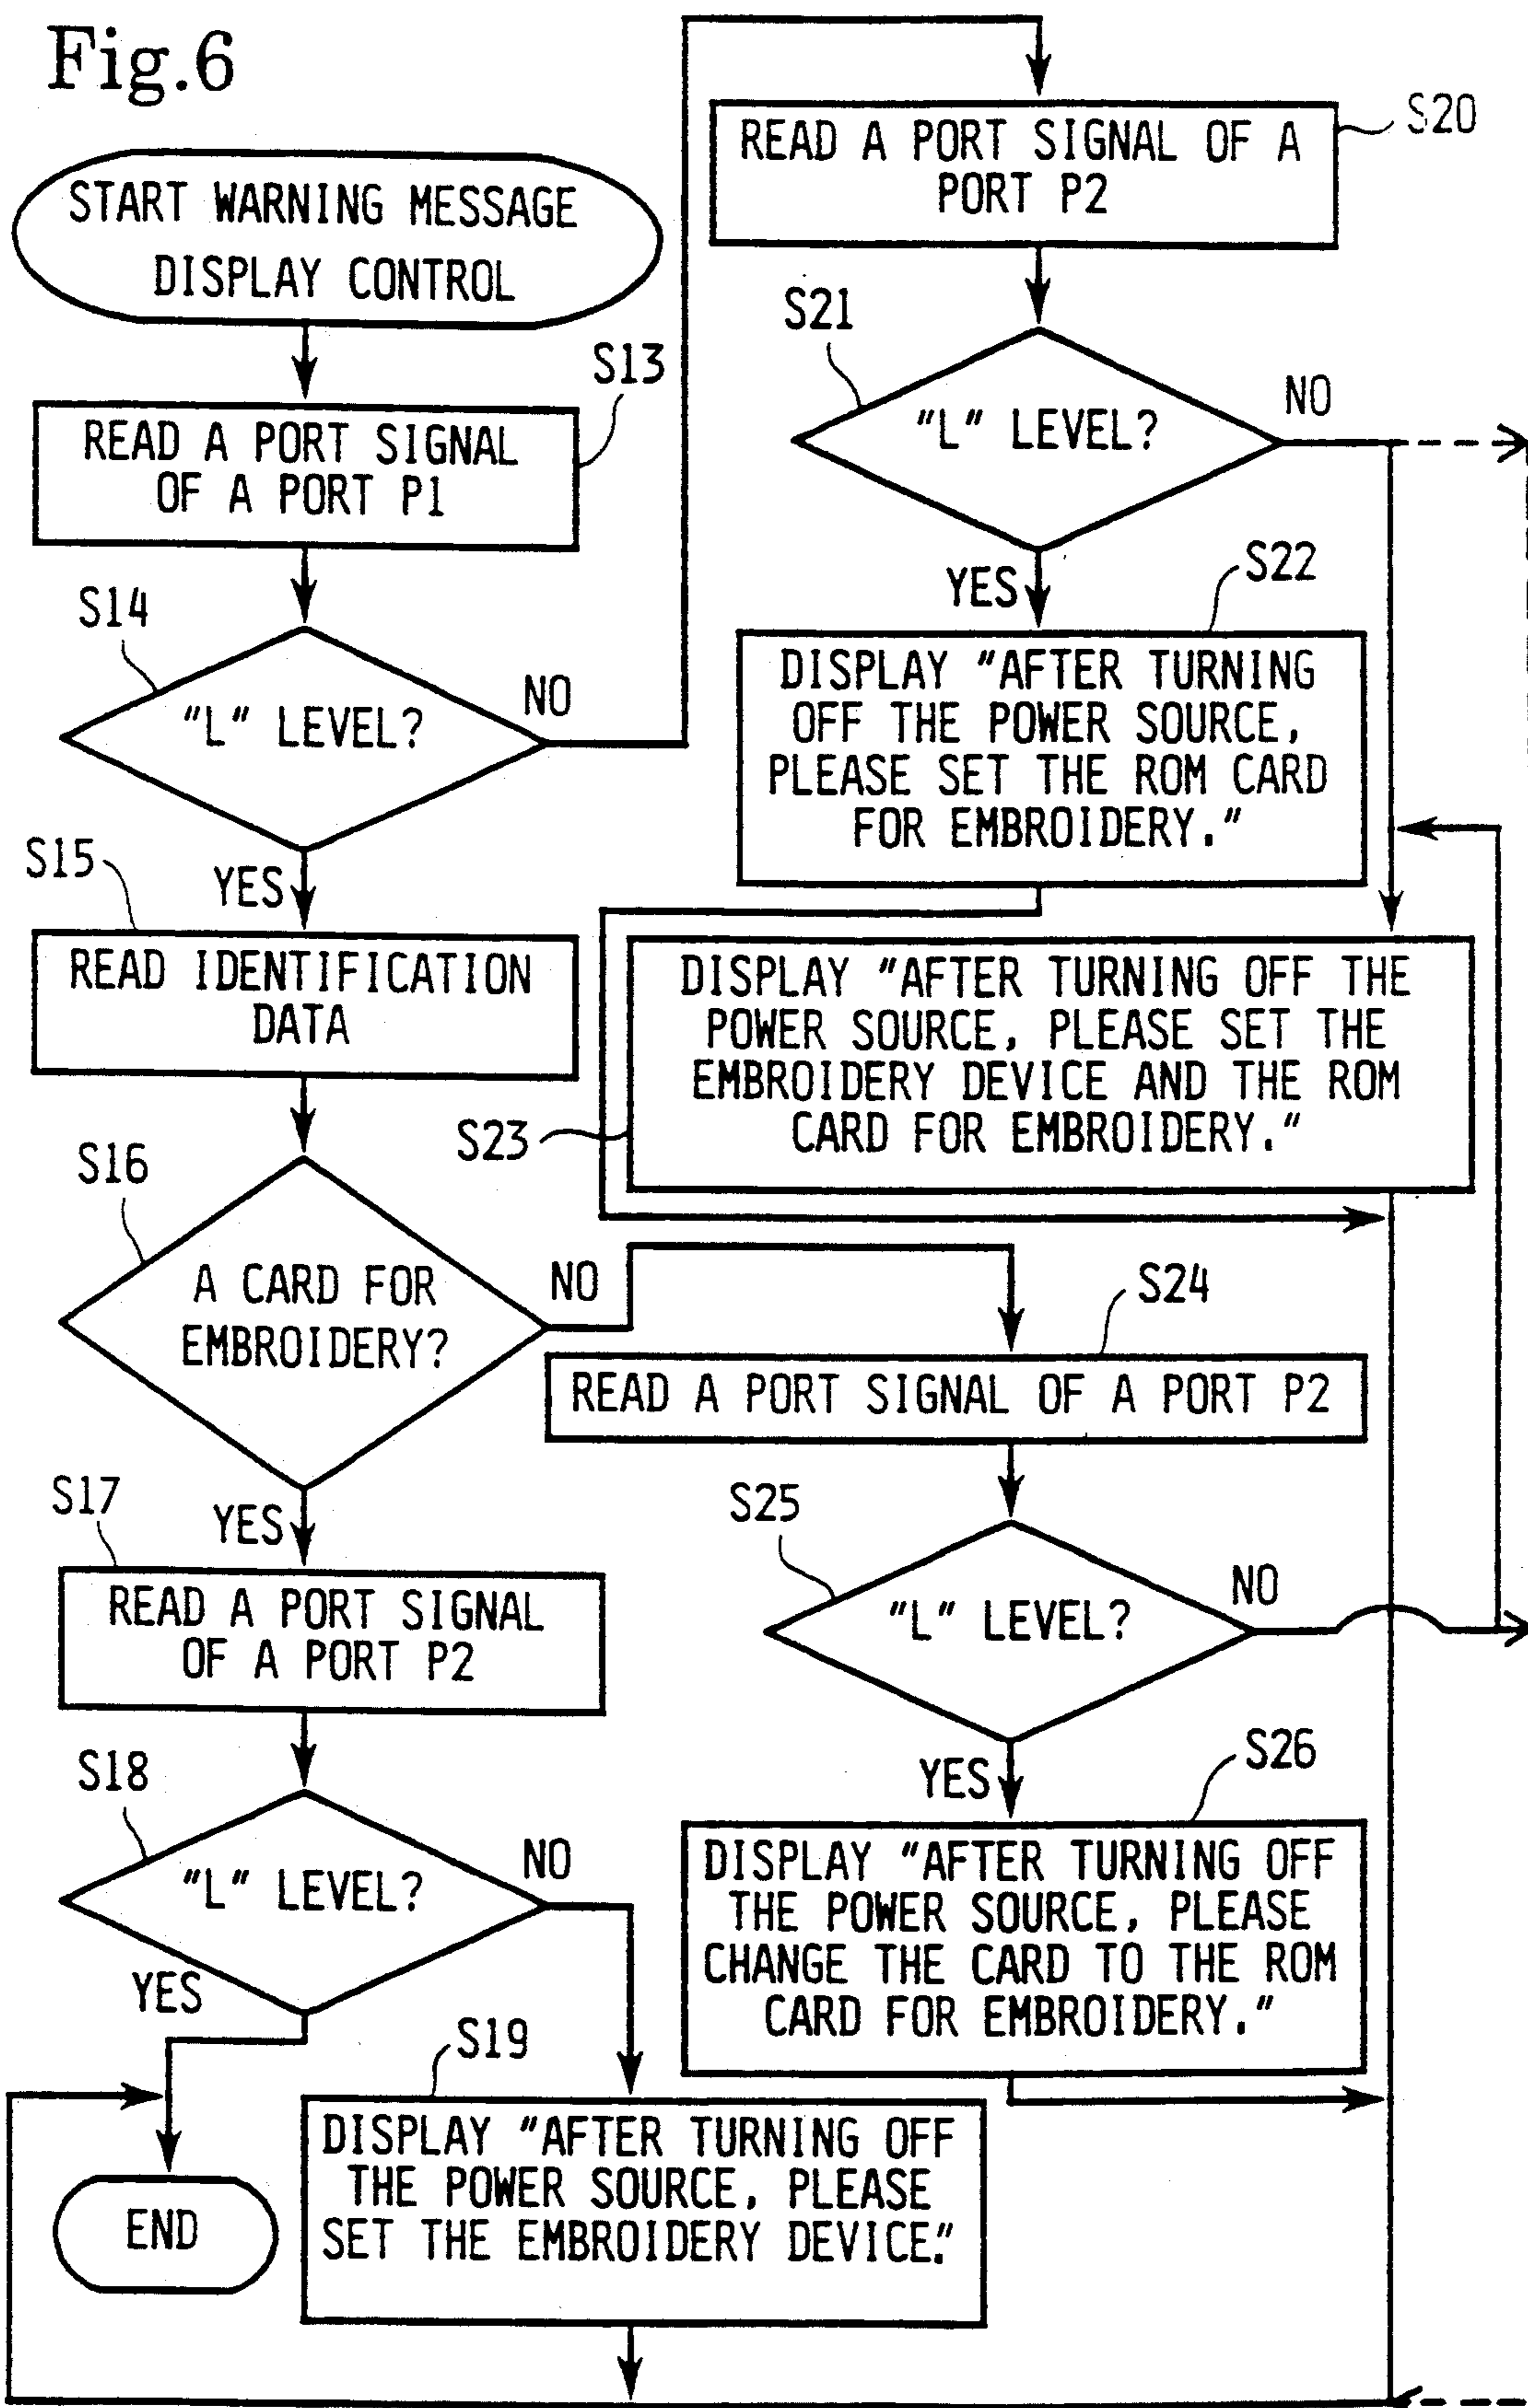 Fig.6
START WARNING MESSAGE
DISPLAY CONTROL
S13
READ A PORT SIGNAL
OF A PORT P1
S14
"L" LEVEL?
NO
YES
S15
READ IDENTIFICATION
DATA
S16
A CARD FOR
EMBROIDERY?
NO
YES
S17
READ A PORT SIGNAL
OF A PORT P2
S18
"L" LEVEL?
NO
YES
END
S19
DISPLAY "AFTER TURNING OFF
THE POWER SOURCE, PLEASE
SET THE EMBROIDERY DEVICE."
S20
READ A PORT SIGNAL OF A
PORT P2
S21
"L" LEVEL?
NO
YES
S22
DISPLAY "AFTER TURNING
OFF THE POWER SOURCE,
PLEASE SET THE ROM CARD
FOR EMBROIDERY."
S23
DISPLAY "AFTER TURNING OFF THE
POWER SOURCE, PLEASE SET THE
EMBROIDERY DEVICE AND THE ROM
CARD FOR EMBROIDERY."
S24
READ A PORT SIGNAL OF A PORT P2
S25
"L" LEVEL?
NO
YES
S26
DISPLAY "AFTER TURNING OFF
THE POWER SOURCE, PLEASE
CHANGE THE CARD TO THE ROM
CARD FOR EMBROIDERY."